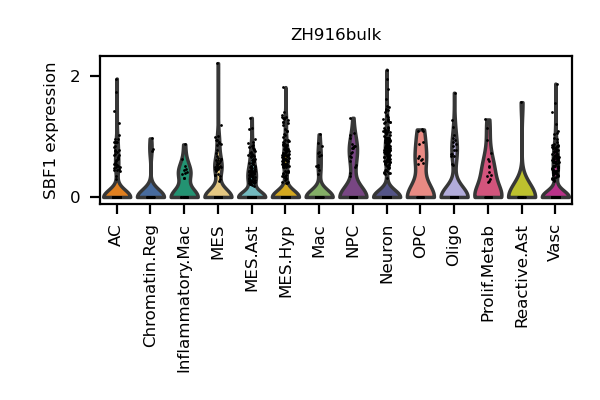 ZH916bulk
SBF1 expression
2
0
AC
Chromatin.Reg
Inflammatory.Mac
MES
MES.Ast
MES.Hyp
Mac
NPC
Neuron
OPC
Oligo
Prolif.Metab
Reactive.Ast
Vasc